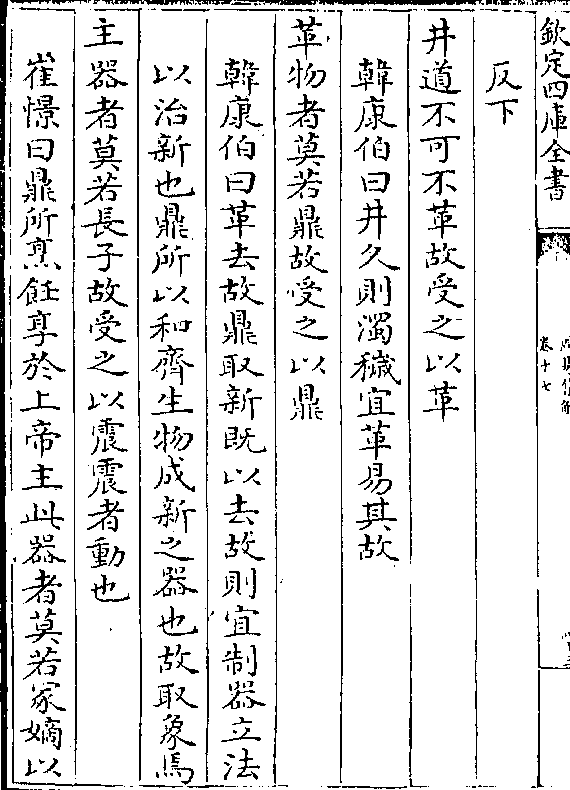 欽定四庫全書
卷十七
反下
井道不可不革故受之以革
韓康伯曰井久則濁穢宜革易其故
革物者莫若鼎故受之以鼎
韓康伯曰革去故鼎取新既以去故則宜制器立法
以治新也鼎所以和齊生物成新之器也故取象焉
主器者莫若長子故受之以震震者動也
崔憬曰鼎所烹飪享於上帝主此器者莫若冢嫡以